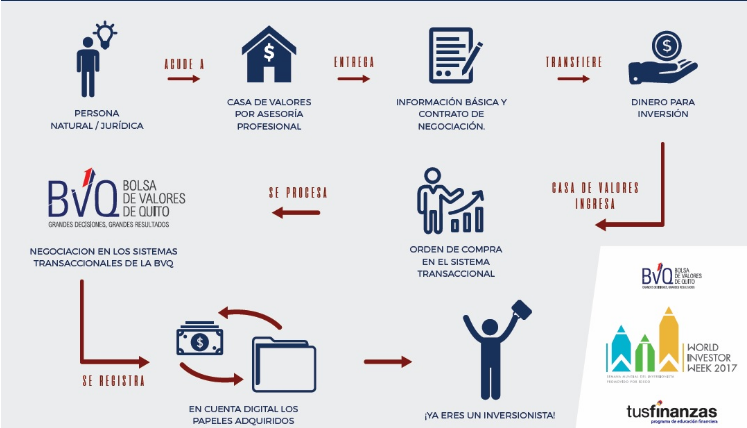 ACUDE A
ENTREGA
TRANSFIERE
PERSONA
NATURAL / JURÍDICA
CASA DE VALORES
POR ASESORÍA
PROFESIONAL
INFORMACIÓN BÁSICA Y
CONTRATO DE
NEGOCIACIÓN.
DINERO PARA
INVERSIÓN
CASA DE VALORES
INGRESA
ORDEN DE COMPRA
EN EL SISTEMA
TRANSACCIONAL
SE PROCESA
BVQ BOLSA
DE VALORES
DE QUITO
GRANDES DECISIONES, GRANDES RESULTADOS
NEGOCIACION EN LOS SISTEMAS
TRANSACCIONALES DE LA BVQ
SE REGISTRA
EN CUENTA DIGITAL LOS
PAPELES ADQUIRIDOS
¡YA ERES UN INVERSIONISTA!
BVQ BOLSA
DE VALORES
DE QUITO
WORLD
INVESTOR
WEEK 2017
tusfinanzas
programa de educación financiera